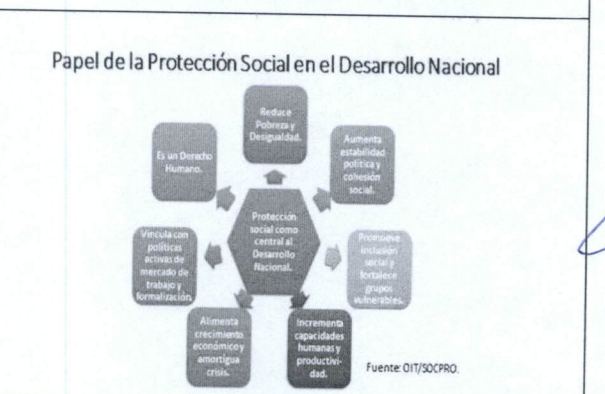 Papel de la Protección Social en el Desarrollo Nacional
Reduce
Pobreza y
Desigualdad.
Aumenta
estabilidad
política y
cohesión
social.
Promueve
inclusión
social y
fortalece
grupos
vulnerables.
Incrementa
capacidades
humanas y
productivi-
dad.
Alimenta
crecimiento
económico y
amortigua
crisis.
Vincula con
políticas
activas de
mercado de
trabajo y
formalización.
Es un Derecho
Humano.
Protección
social como
central al
Desarrollo
Nacional.
Fuente: OIT/SOCPRO.